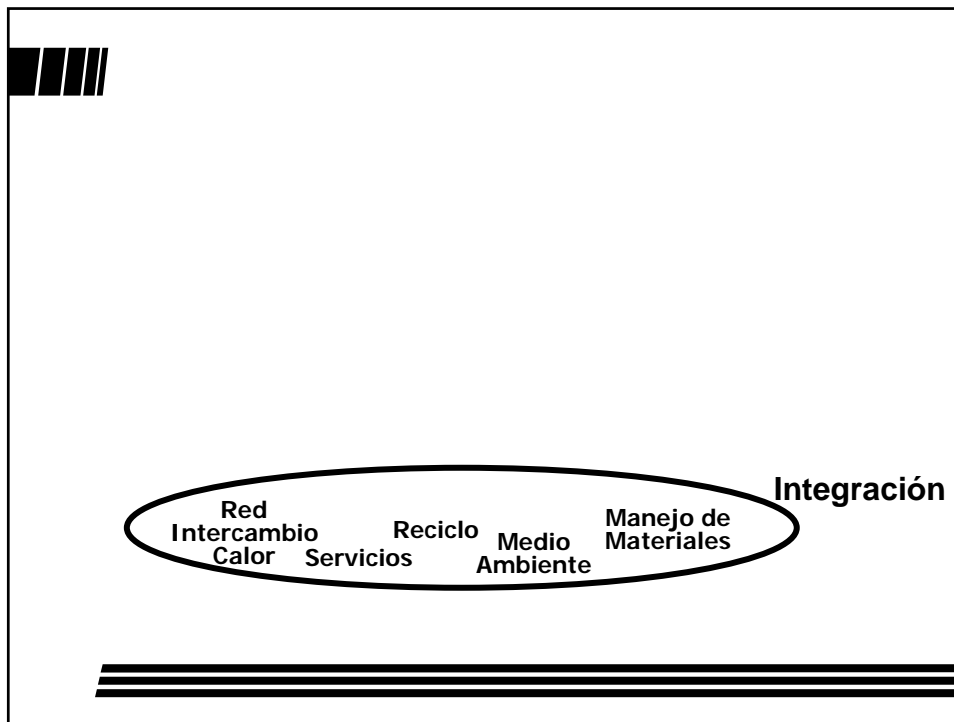 Integración
Red
Intercambio
Calor
Servicios
Reciclo
Medio
Ambiente
Manejo de
Materiales